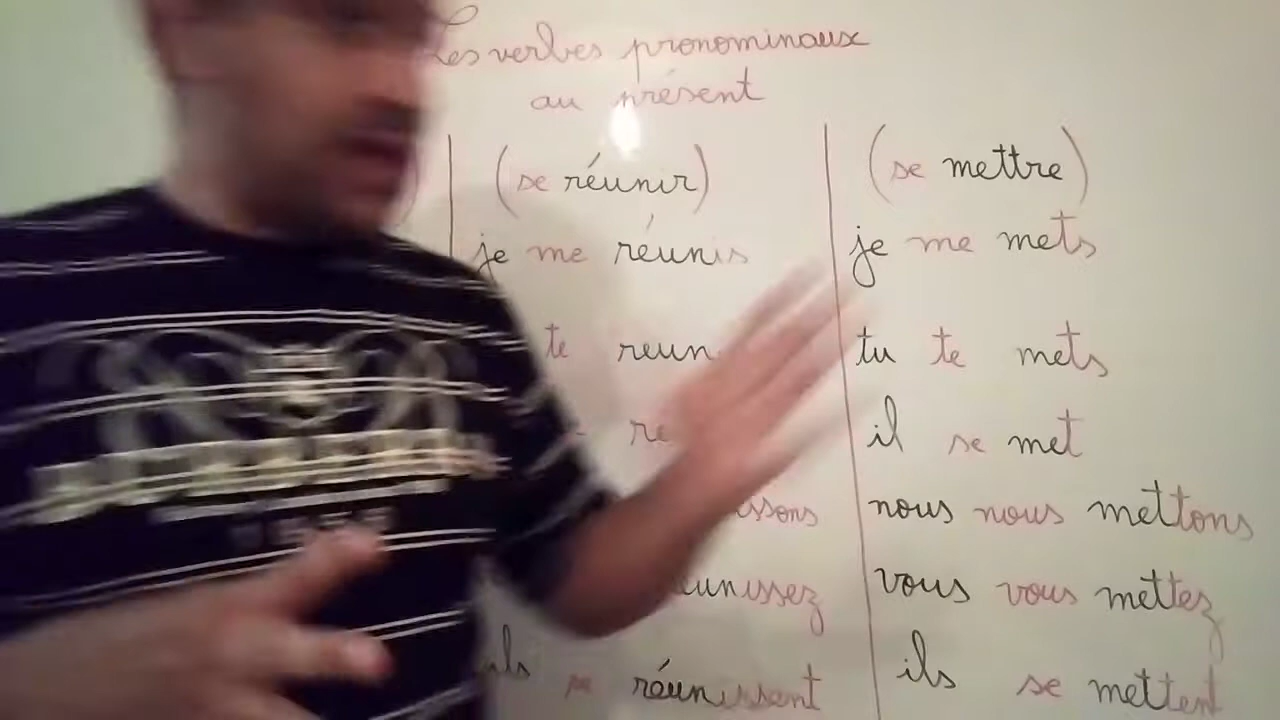 Les verbes pronominaux
au présent
(se réunir)
je me réunis
te reun
re
issons
unissez
ils se réunissent
(se mettre)
je me mets
tu te mets
il se met
nous nous mettons
vous vous mettez
ils se mettent